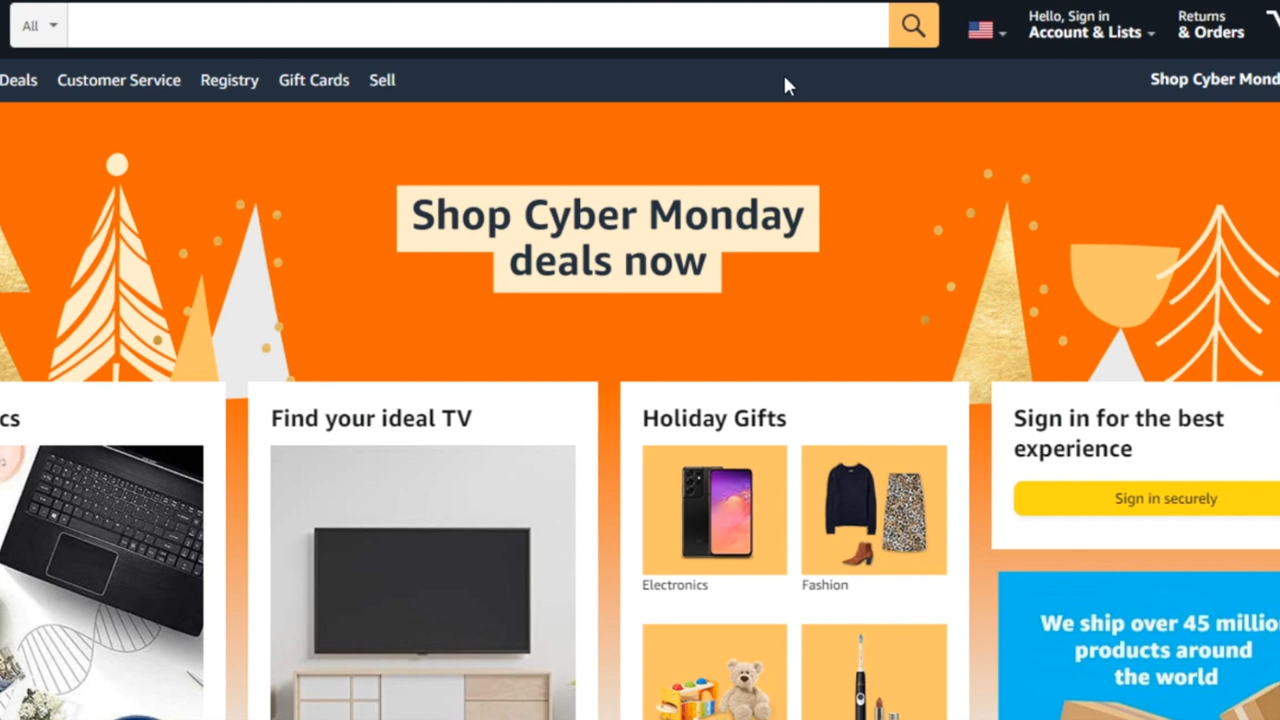 All
Hello, Sign in
Account & Lists
Returns
& Orders
Deals
Customer Service
Registry
Gift Cards
Sell
Shop Cyber Mond
Shop Cyber Monday
deals now
cs
Find your ideal TV
Holiday Gifts
Electronics
Fashion
Sign in for the best
experience
Sign in securely
We ship over 45 millio
products around
the world